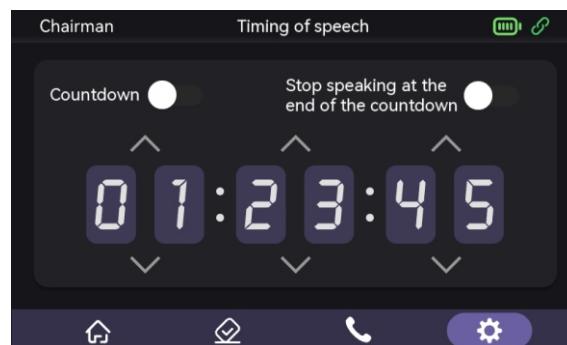 Chairman
Timing of speech
Countdown
Stop speaking at the
end of the countdown
01:23:45